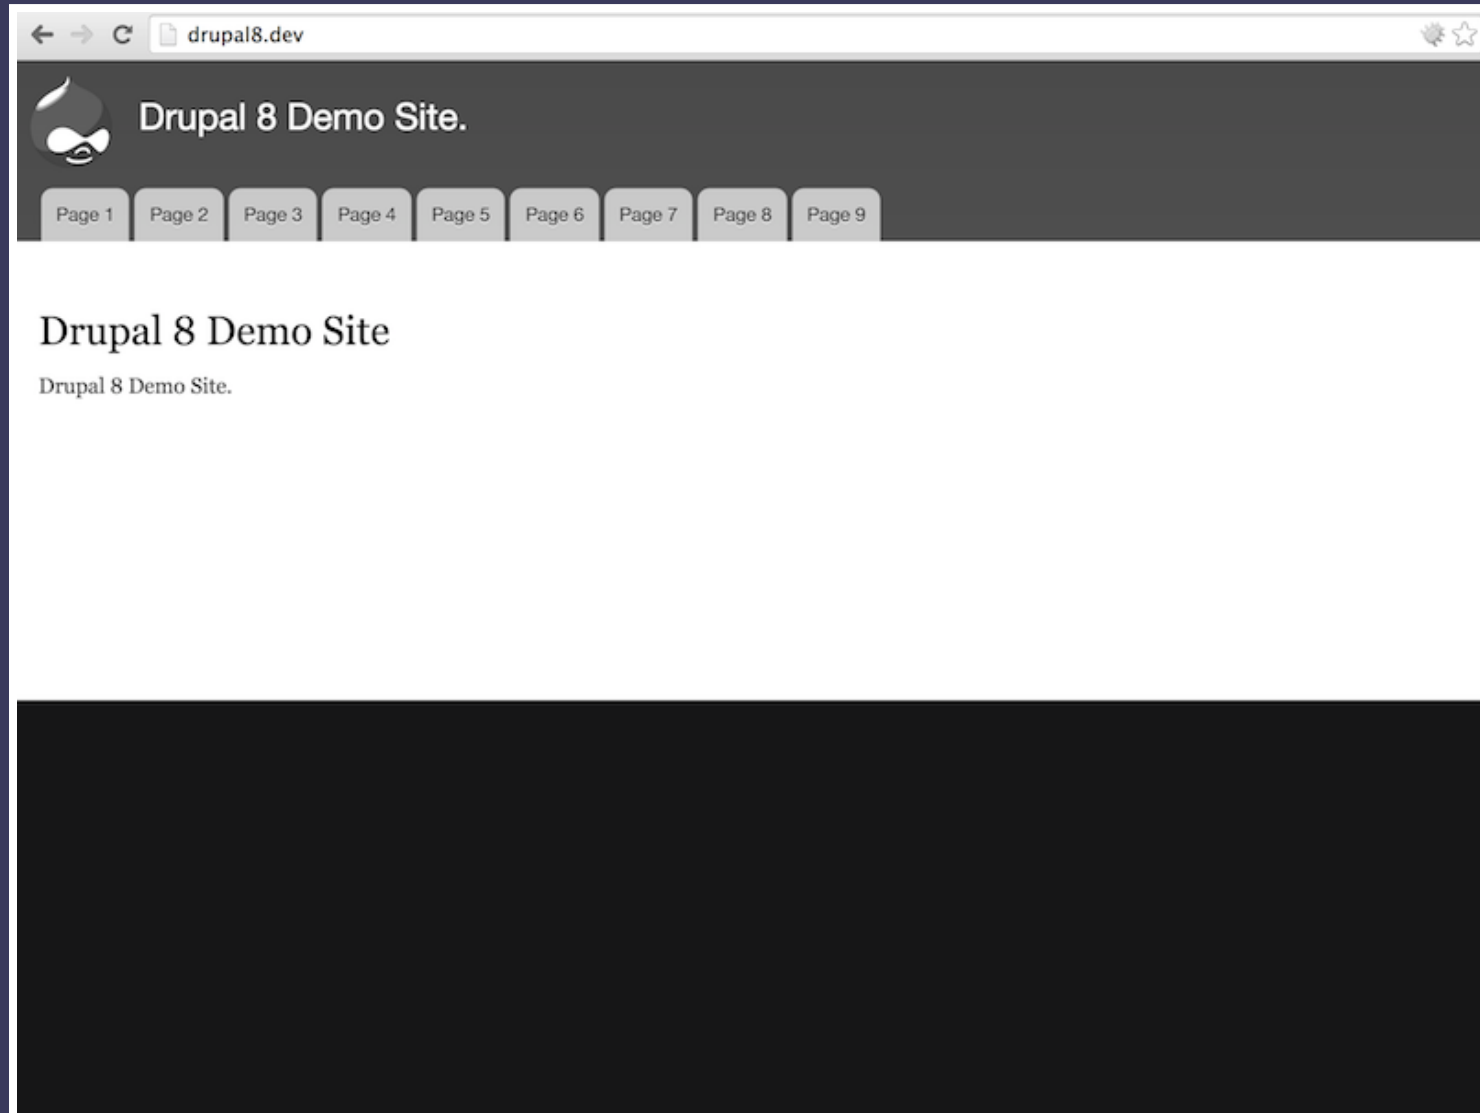 drupal8.dev
Drupal 8 Demo Site.
Page 1 Page 2 Page 3 Page 4 Page 5 Page 6 Page 7 Page 8 Page 9
Drupal 8 Demo Site
Drupal 8 Demo Site.